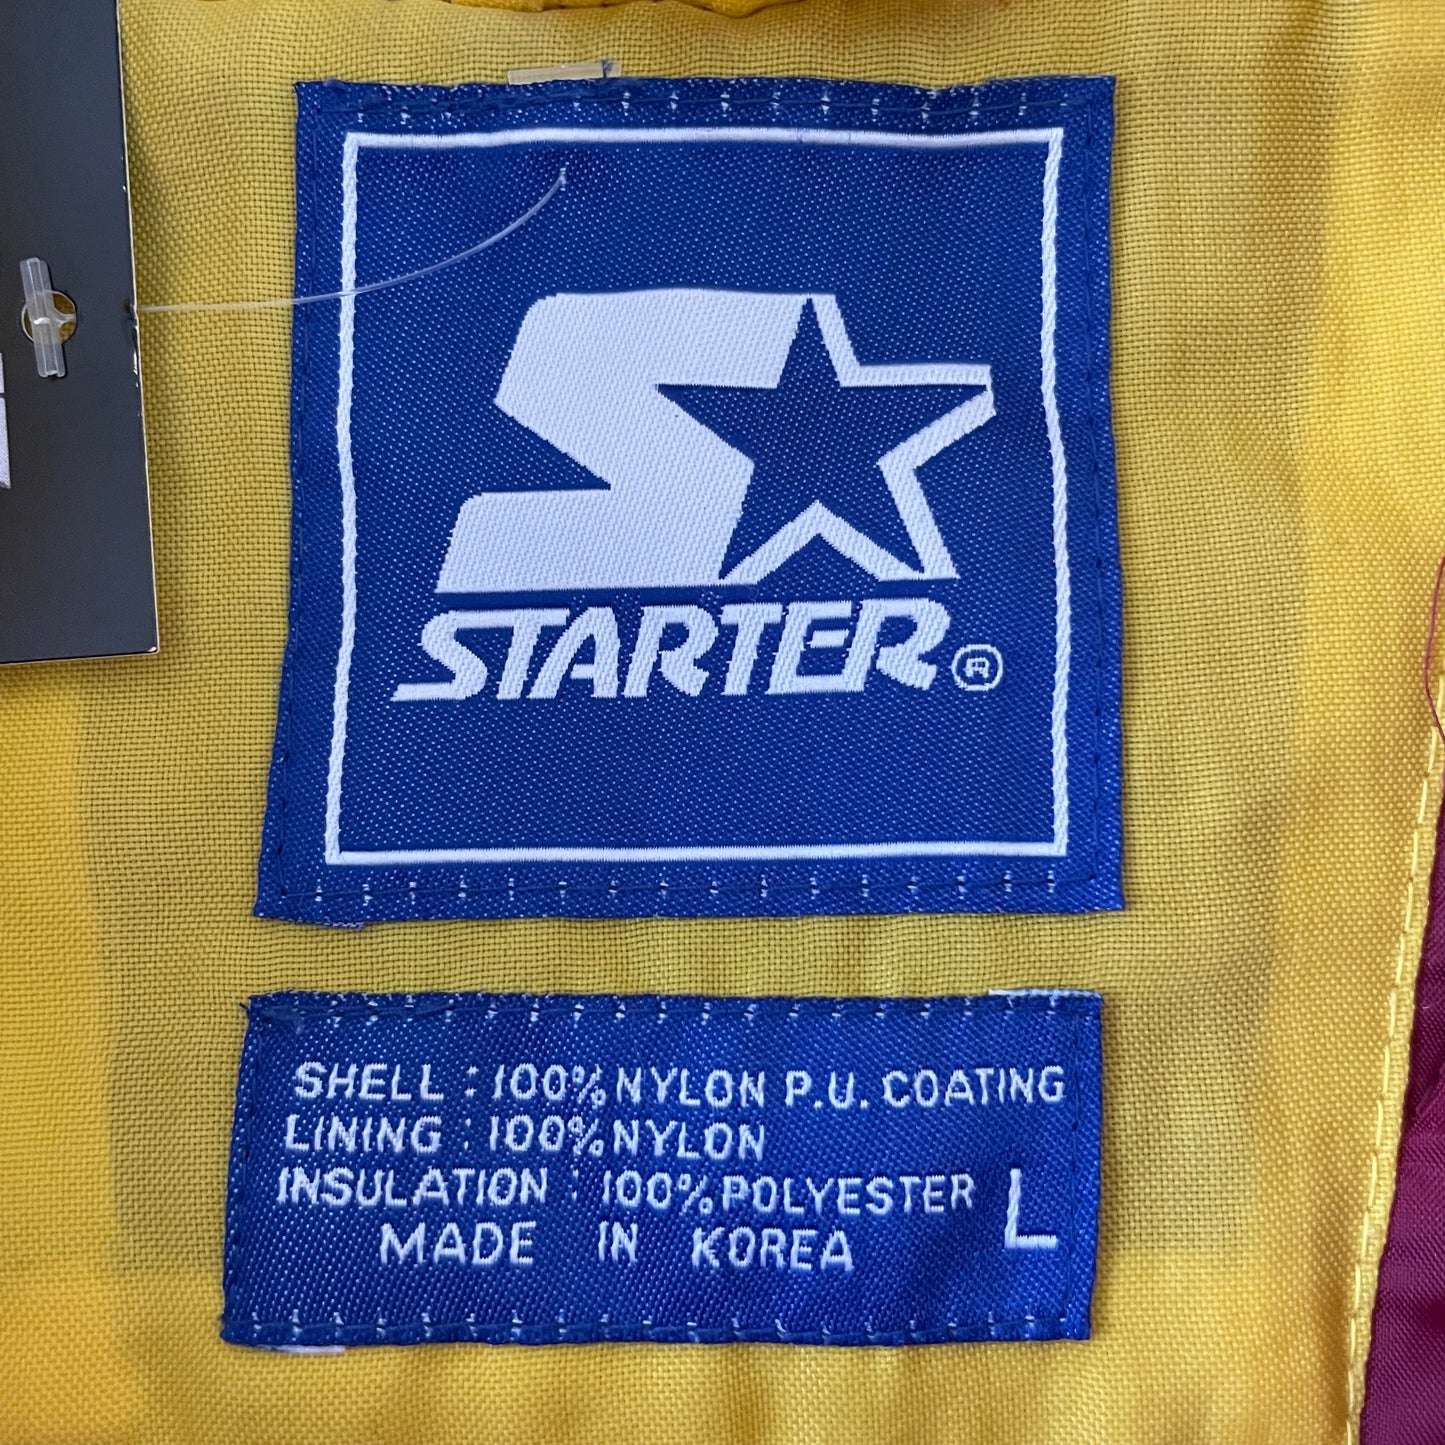 STARTER®
SHELL : 100% NYLON P.U. COATING
LINING : 100% NYLON
INSULATION : 100% POLYESTER L
MADE IN KOREA